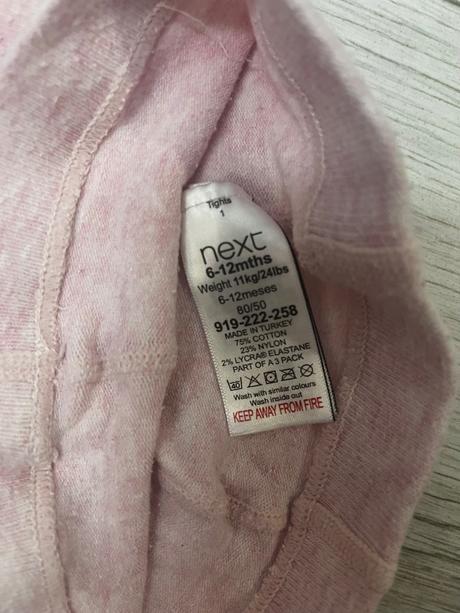 Tights
1
next
6-12mths
Weight 11kg/24lbs
6-12meses
80/50
919-222-258
MADE IN TURKEY
75% COTTON
23% NYLON
2% LYCRA® ELASTANE
PART OF A 3 PACK
40
Wash with similar colours
Wash inside out
KEEP AWAY FROM FIRE